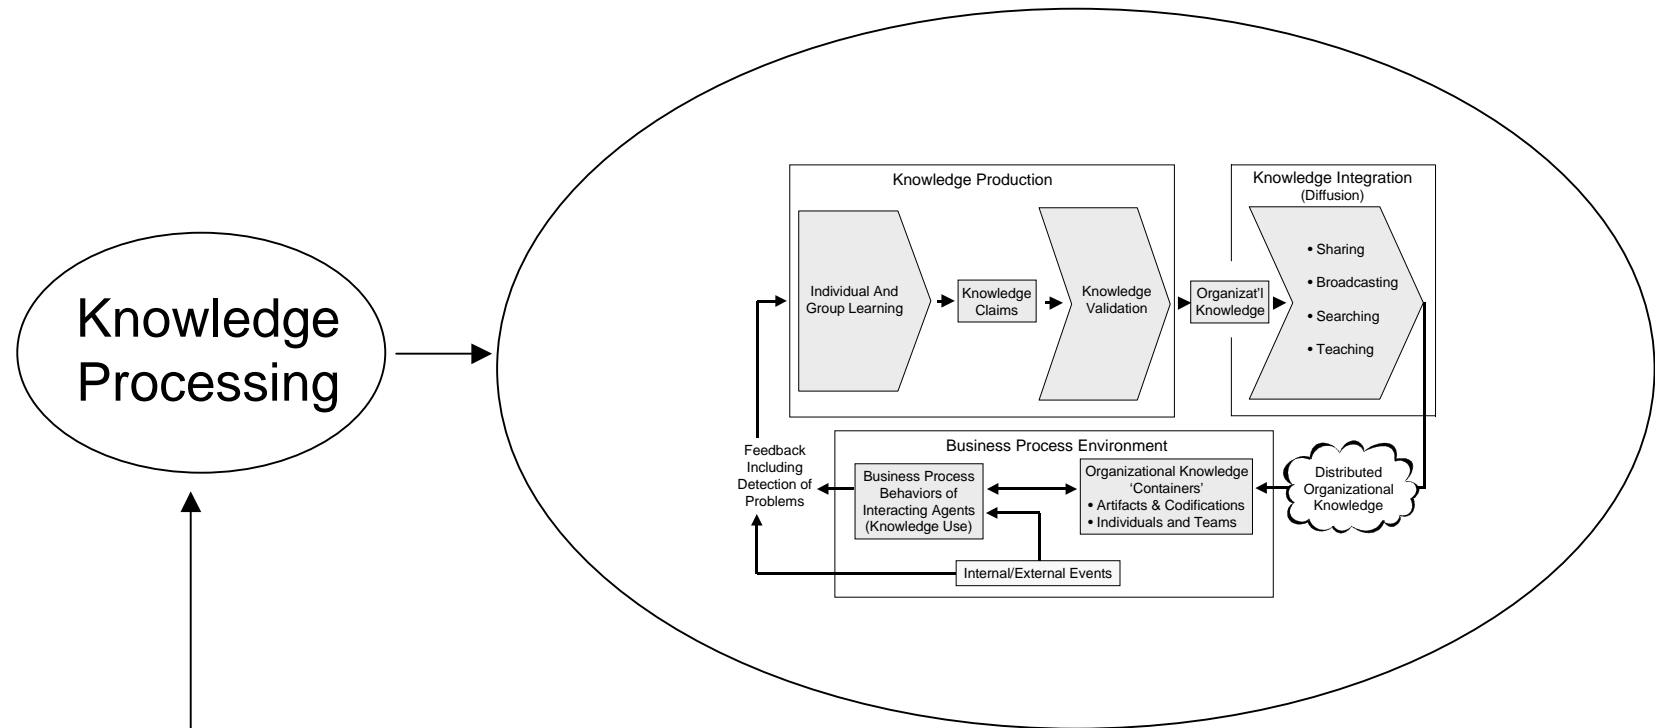 Knowledge
Processing
Knowledge Production
Individual And
Group Learning
Knowledge
Claims
Knowledge
Validation
Organizat'l
Knowledge
Knowledge Integration
(Diffusion)
• Sharing
• Broadcasting
• Searching
• Teaching
Feedback
Including
Detection of
Problems
Business Process Environment
Business Process
Behaviors of
Interacting Agents
(Knowledge Use)
Organizational Knowledge
‘Containers’
• Artifacts & Codifications
• Individuals and Teams
Internal/External Events
Distributed
Organizational
Knowledge